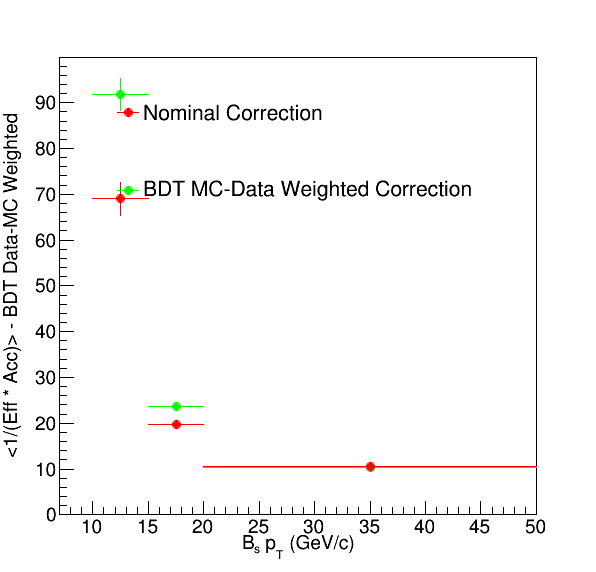 <1/(Eff * Acc)> - BDT Data-MC Weighted
90
80
70
60
50
40
30
20
10
0
Nominal Correction
BDT MC-Data Weighted Correction
10 15 20 25 30 35 40 45 50
Bs pT (GeV/c)